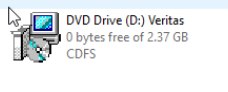 DVD Drive (D:) Veritas
0 bytes free of 2.37 GB
CDFS